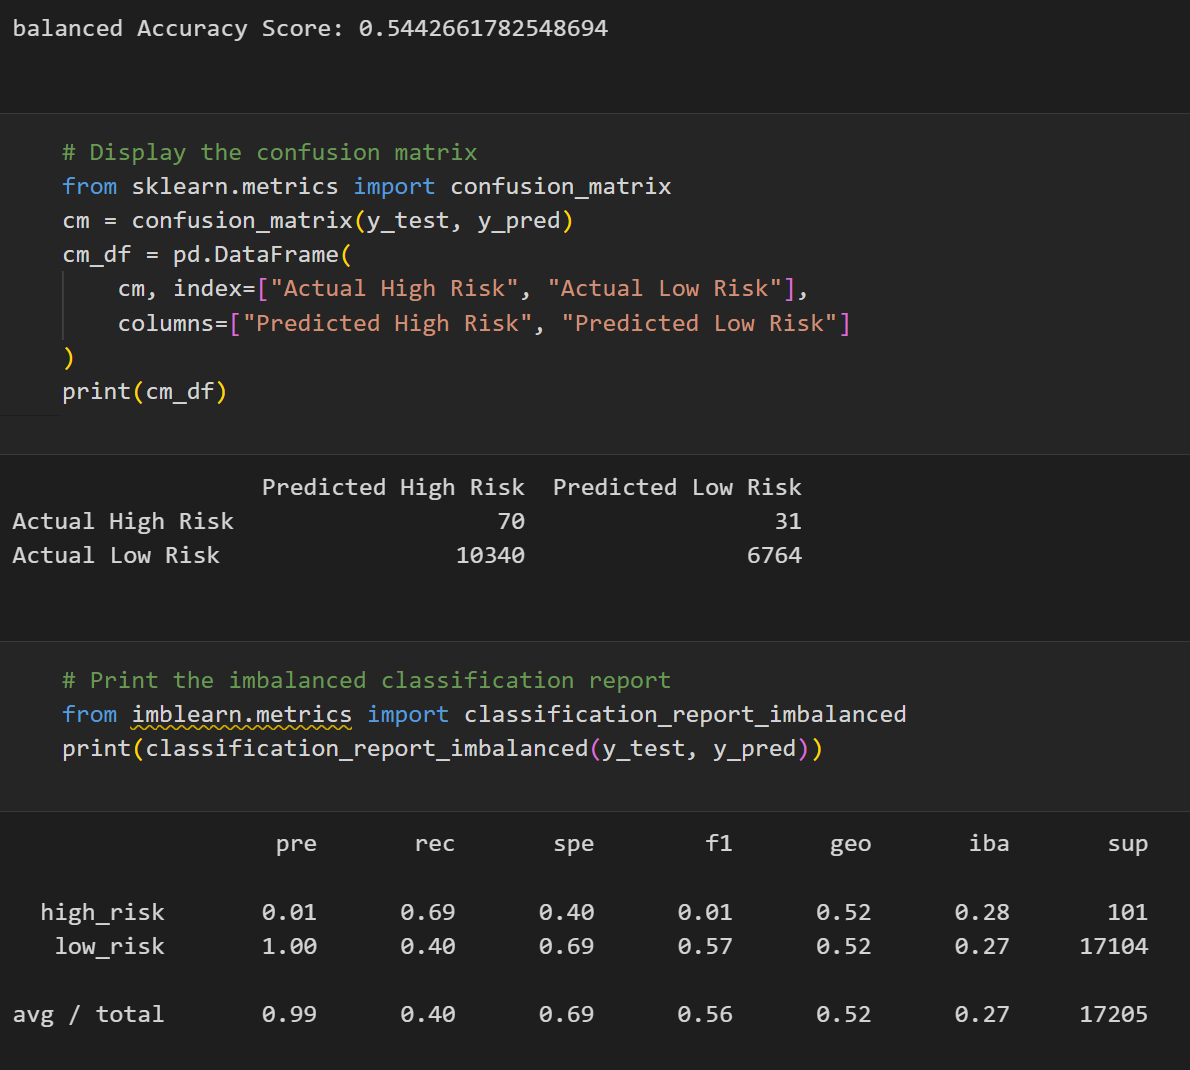 balanced Accuracy Score: 0.5442661782548694
# Display the confusion matrix
from sklearn.metrics import confusion_matrix
cm = confusion_matrix(y_test, y_pred)
cm_df = pd.DataFrame(
    cm, index=["Actual High Risk", "Actual Low Risk"],
    columns=["Predicted High Risk", "Predicted Low Risk"]
)
print(cm_df)
Predicted High Risk  Predicted Low Risk
Actual High Risk                   70                  31
Actual Low Risk                 10340                6764
# Print the imbalanced classification report
from imblearn.metrics import classification_report_imbalanced
print(classification_report_imbalanced(y_test, y_pred))
pre       rec       spe        f1       geo       iba       sup
high_risk       0.01      0.69      0.40      0.01      0.52      0.28       101
low_risk       1.00      0.40      0.69      0.57      0.52      0.27     17104
avg / total       0.99      0.40      0.69      0.56      0.52      0.27     17205